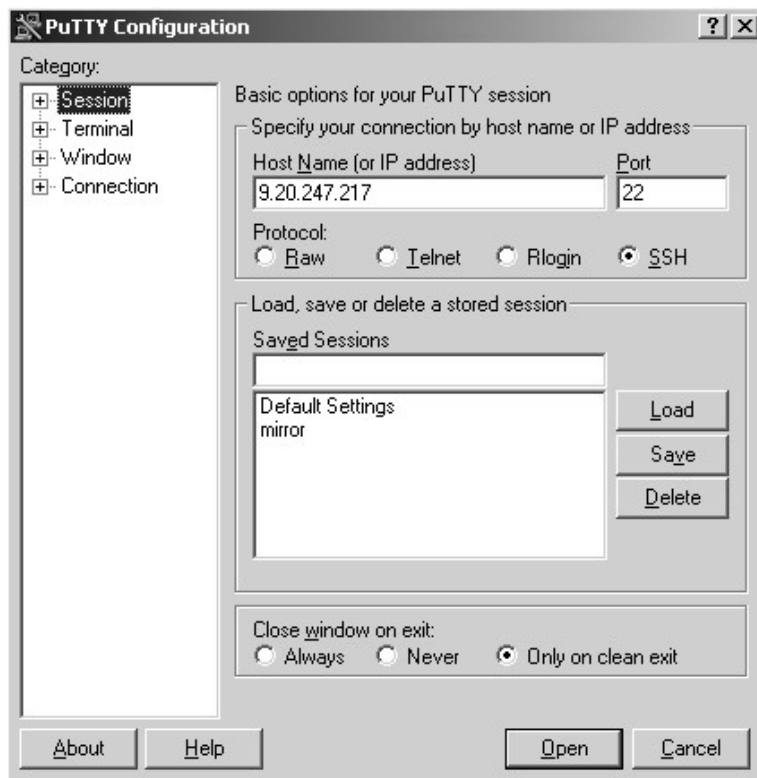 PuTTY Configuration
Category:
Session
Terminal
Window
Connection
Basic options for your PuTTY session
Specify your connection by host name or IP address
Host Name (or IP address) Port
9.20.247.217 22
Protocol:
Raw Telnet Rlogin SSH
Load, save or delete a stored session
Saved Sessions
Default Settings
mirror
Load
Save
Delete
Close window on exit:
Always Never Only on clean exit
About Help Open Cancel